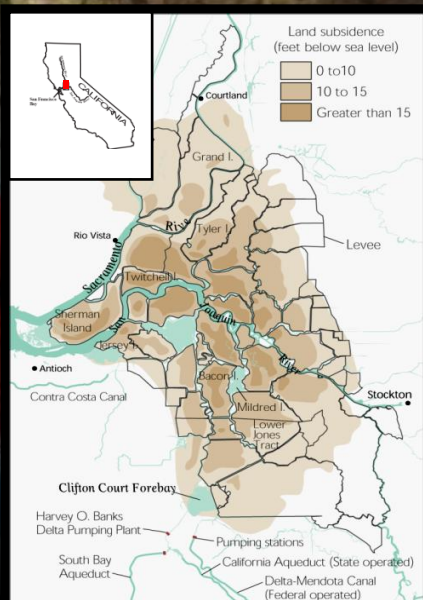 San Francisco
Bay
CALIFORNIA
Land subsidence
(feet below sea level)
0 to10
10 to 15
Greater than 15
Courtland
Grand I.
Rio Vista
Sacramento
River
Tyler I.
Levee
Twitchell I.
Sherman
Island
San
Joaquin
River
Jersey I.
Antioch
Bacon I.
Contra Costa Canal
Stockton
Mildred I.
Lower
Jones
Tract
Clifton Court Forebay
Harvey O. Banks
Delta Pumping Plant
Pumping stations
South Bay
Aqueduct
California Aqueduct (State operated)
Delta-Mendota Canal
(Federal operated)